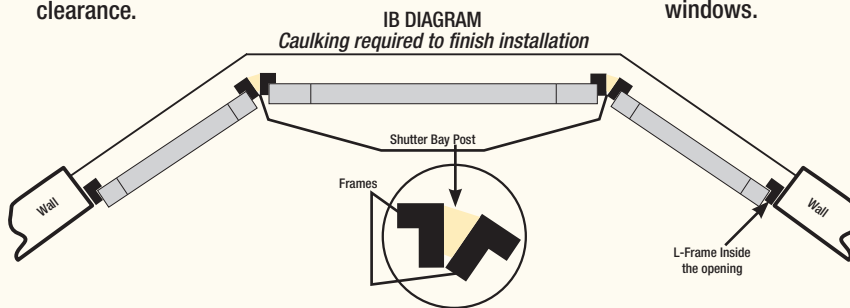 clearance.
windows.
IB DIAGRAM
Caulking required to finish installation
Shutter Bay Post
Frames
Wall
Wall
L-Frame Inside
the opening